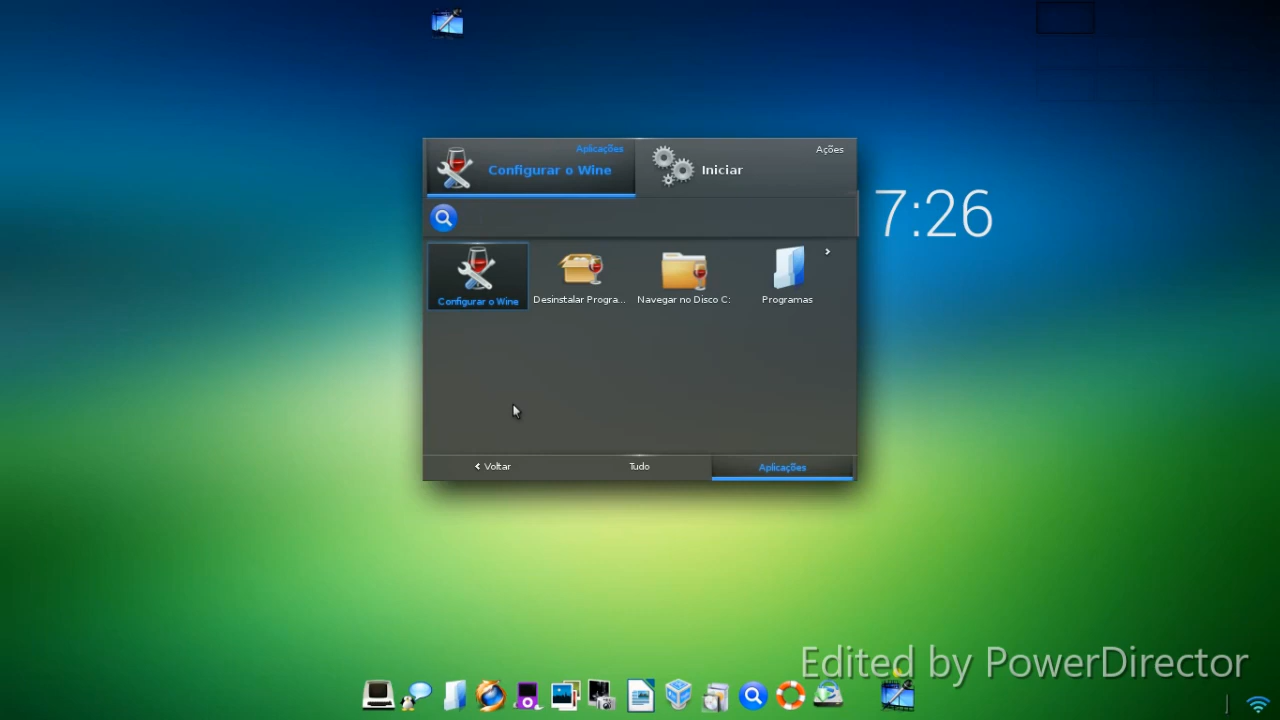 Aplicações
Configurar o Wine
Ações
Iniciar
7:26
Configurar o Wine
Desinstalar Progra...
Navegar no Disco C:
Programas
Voltar
Tudo
Aplicações
Edited by PowerDirector